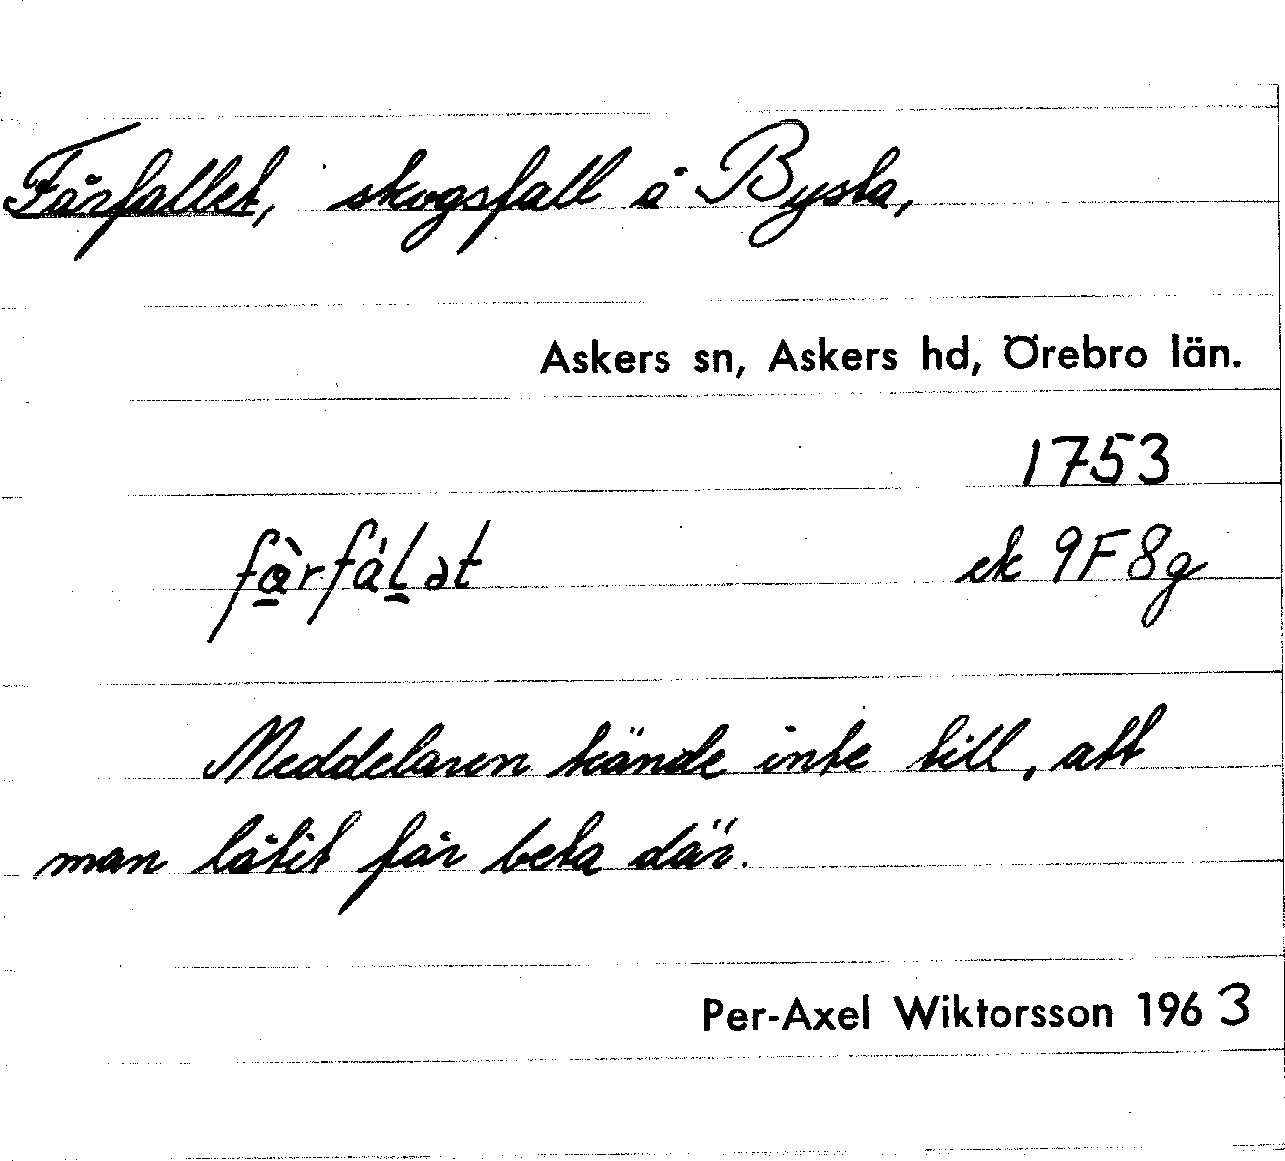 Fårfallet, skogsfall å Bysta,
Askers sn, Askers hd, Örebro län.
1753
fàrfáḷət ek 9F8g
Meddelaren kände inte till, att
man låtit får beta där.
Per-Axel Wiktorsson 1963